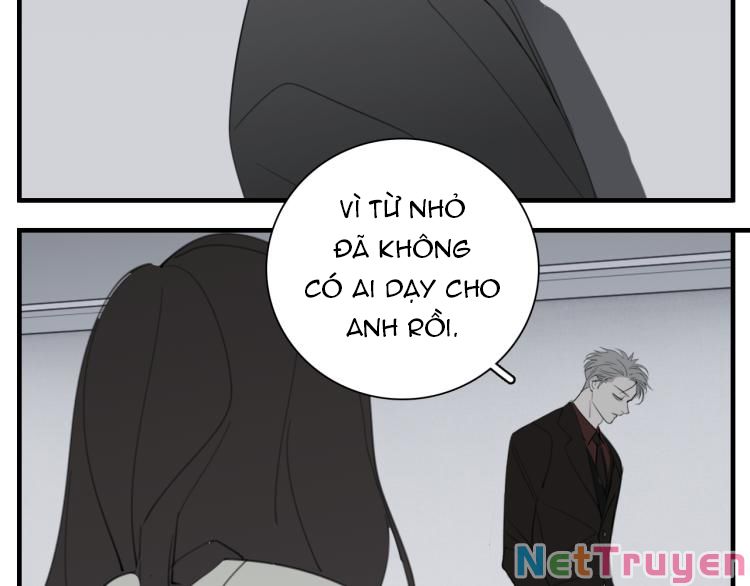 VÌ TỪ NHỎ
ĐÃ KHÔNG
CÓ AI DẠY CHO
ANH RỒI.
NetTruyen